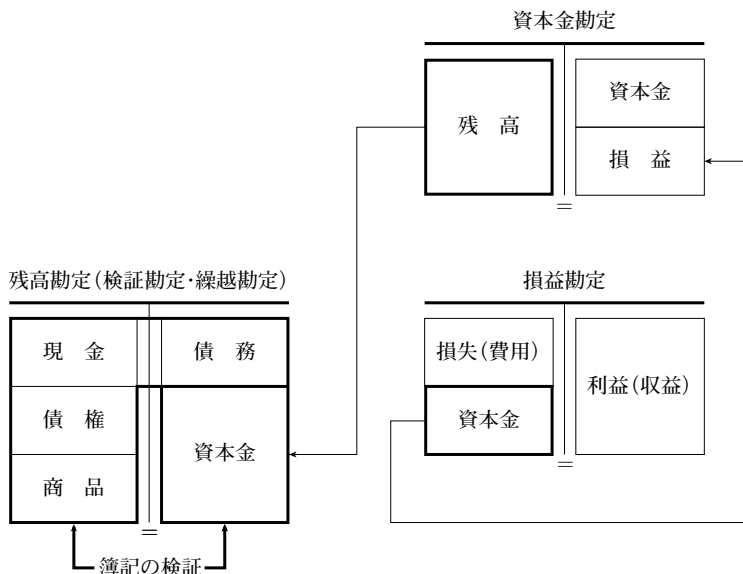 資本金勘定
残　高
資本金
損　益
=
残高勘定（検証勘定・繰越勘定）
現　金
債　務
債　権
資本金
商　品
=
簿記の検証
損益勘定
損失（費用）
利益（収益）
資本金
=